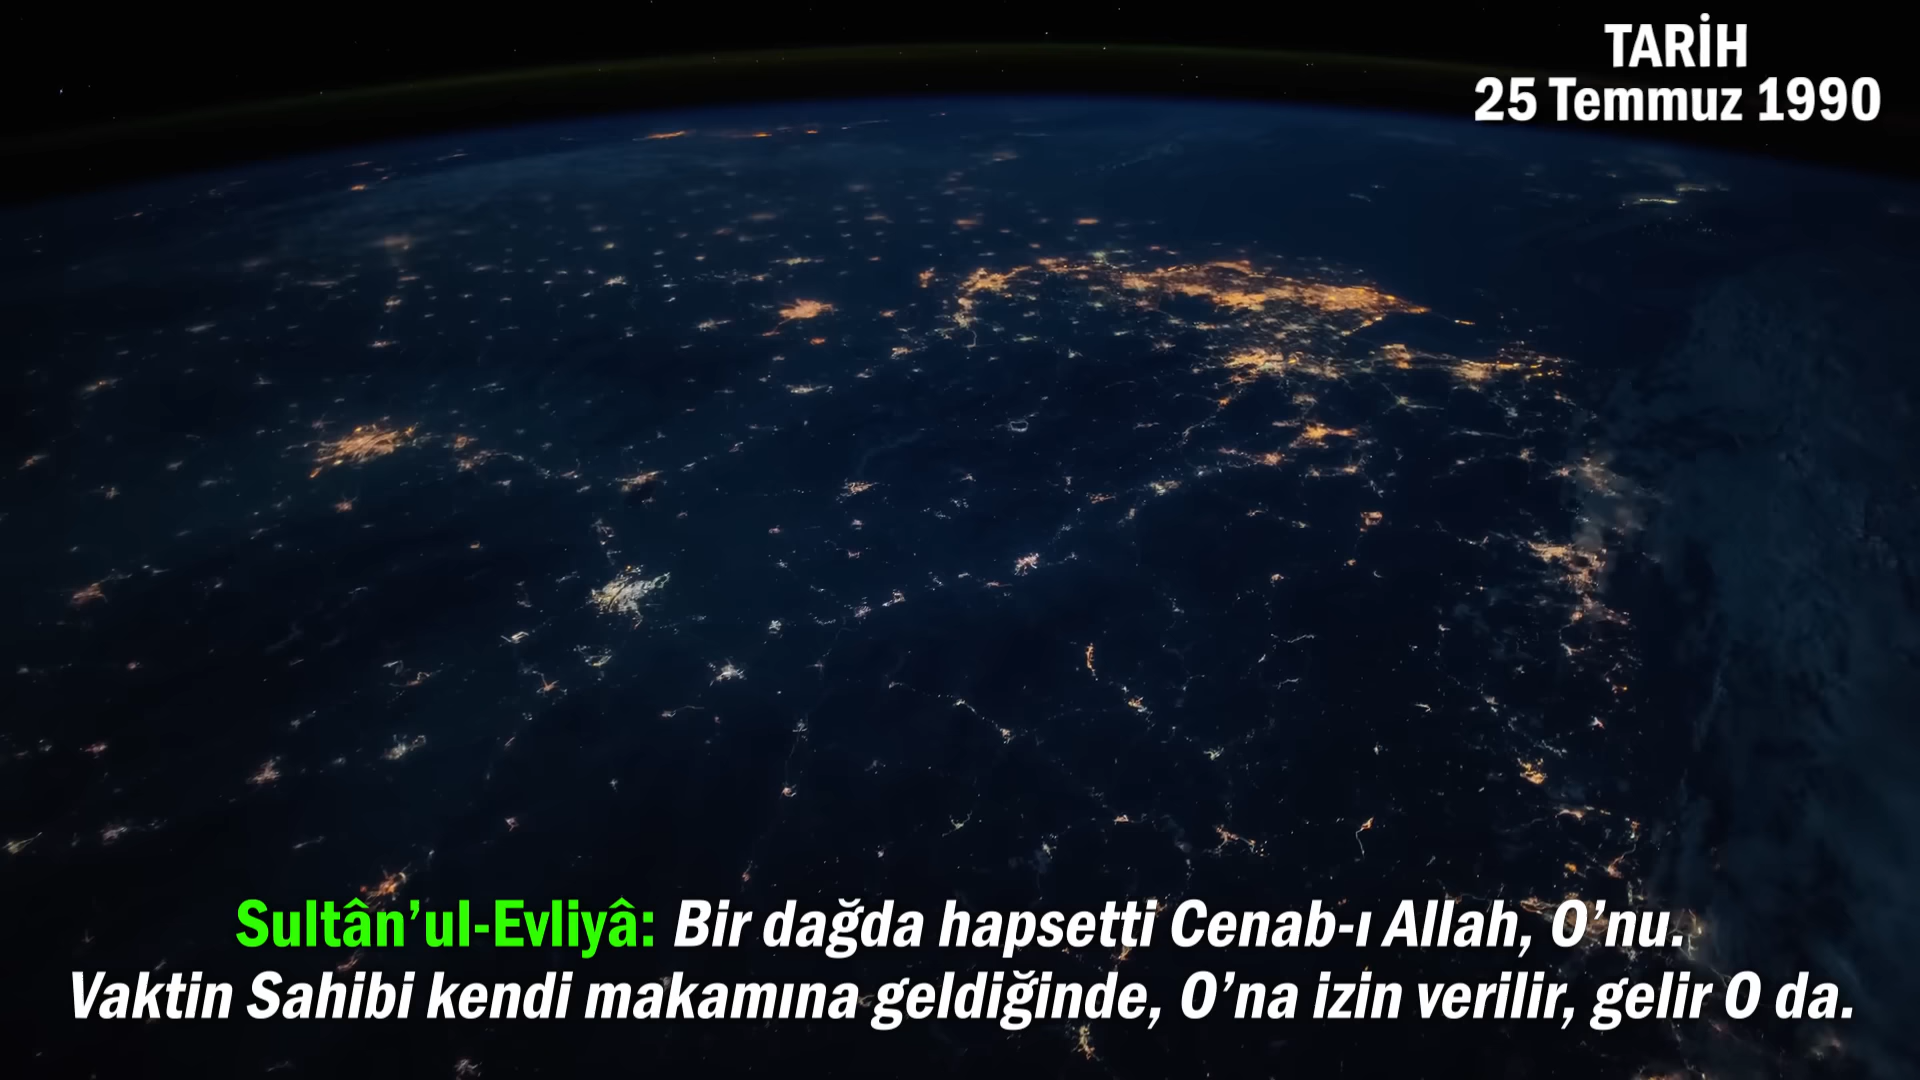 TARİH
25 Temmuz 1990
Sultân’ul-Evliyâ: Bir dağda hapsetti Cenab-ı Allah, O’nu.
Vaktin Sahibi kendi makamına geldiğinde, O’na izin verilir, gelir O da.